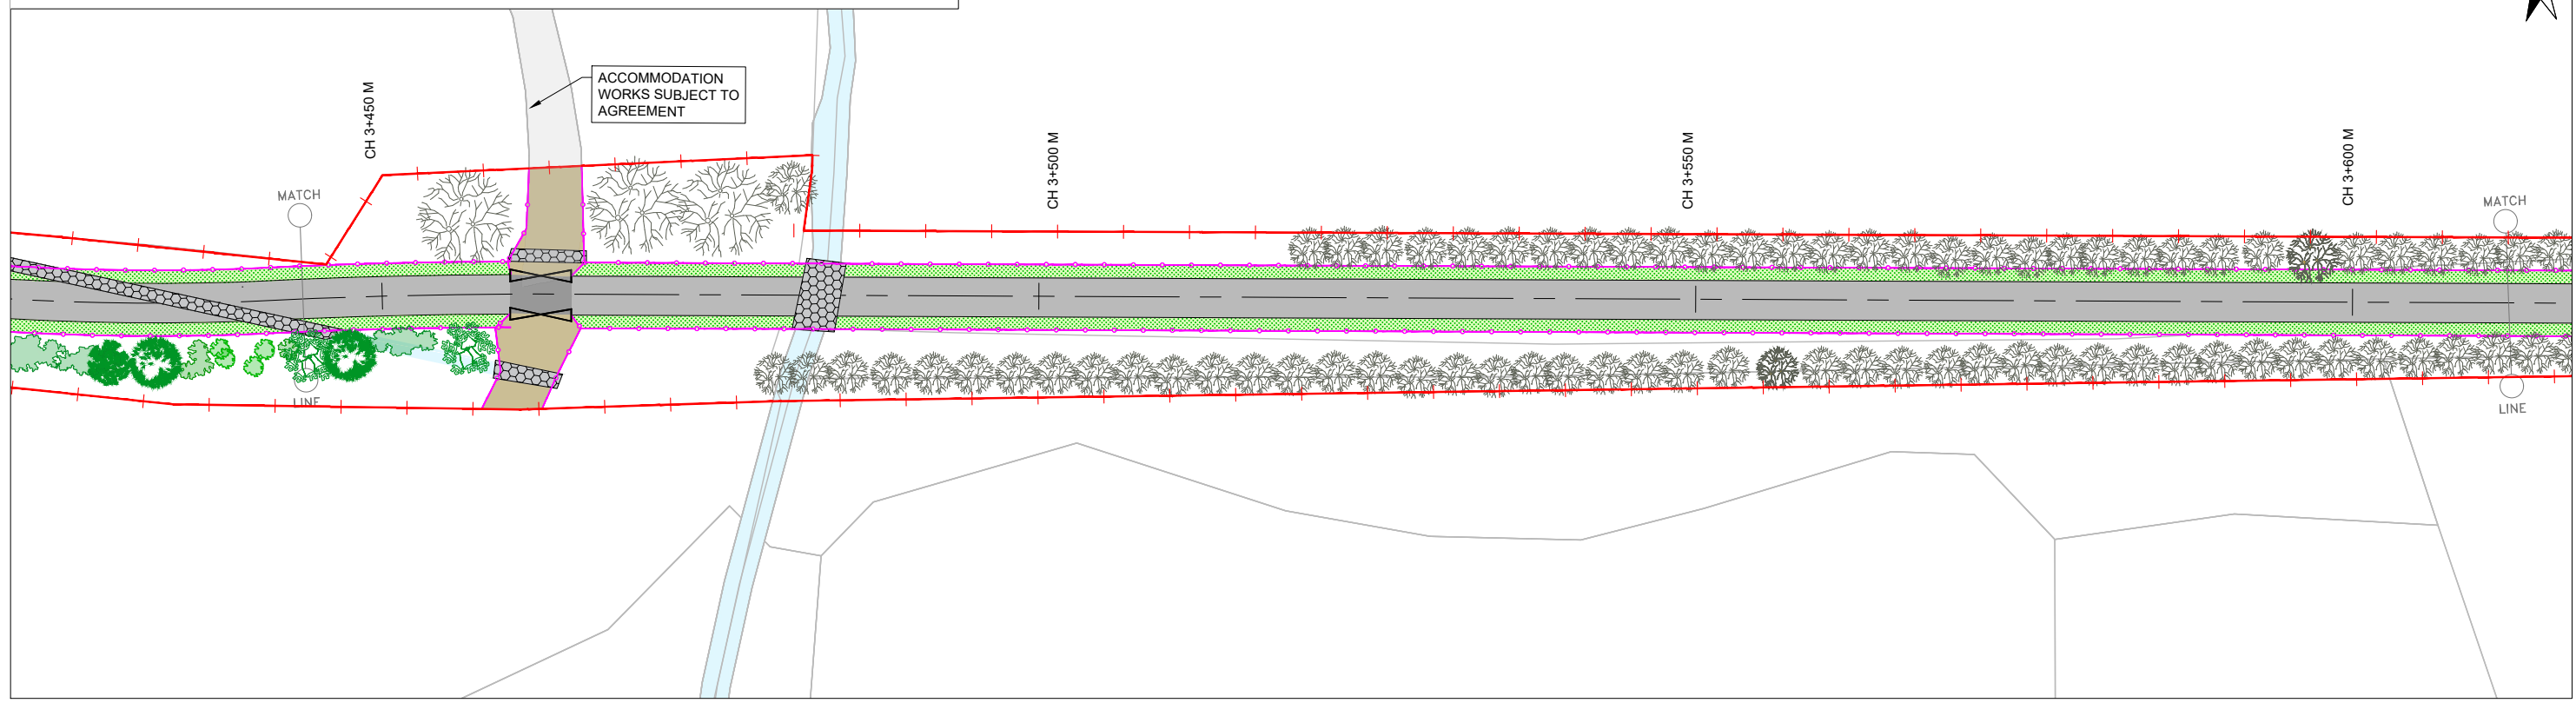 ACCOMMODATION
WORKS SUBJECT TO
AGREEMENT
CH 3+450 M
CH 3+500 M
CH 3+550 M
CH 3+600 M
MATCH
LINE
MATCH
LINE